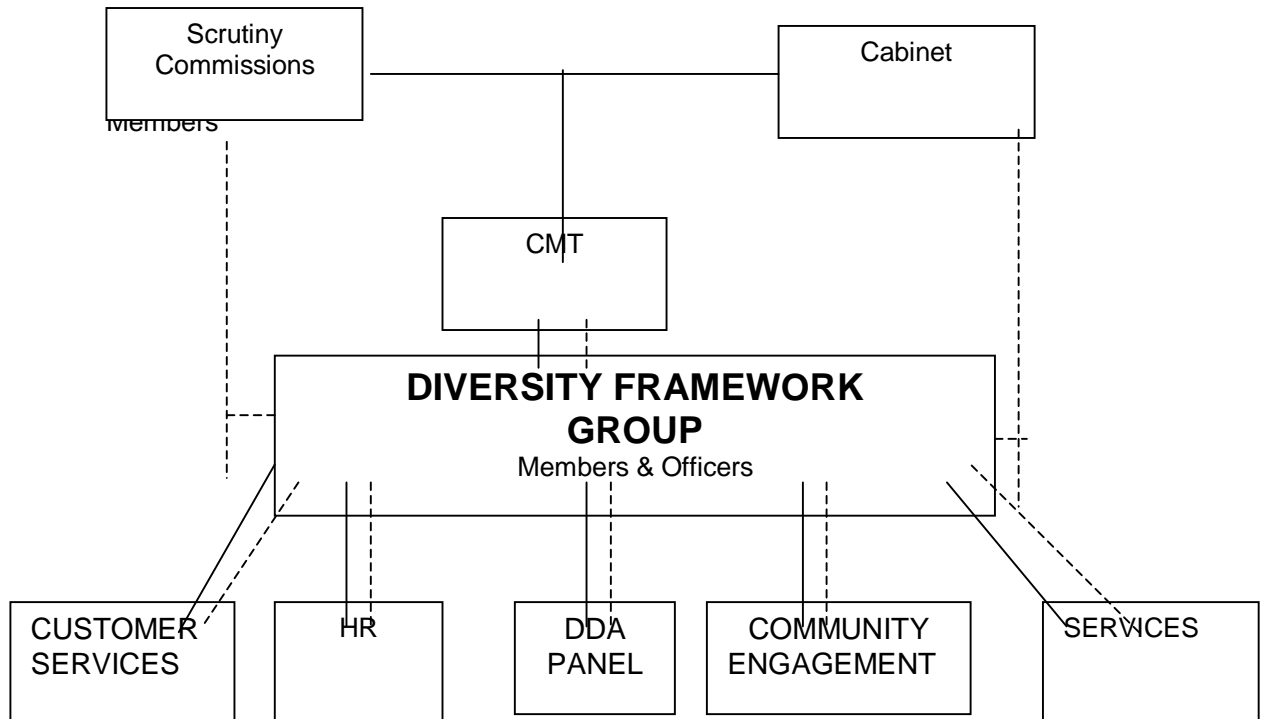 Scrutiny
Commissions
Cabinet
Members
CMT
DIVERSITY FRAMEWORK
GROUP
Members & Officers
CUSTOMER
SERVICES
HR
DDA
PANEL
COMMUNITY
ENGAGEMENT
SERVICES